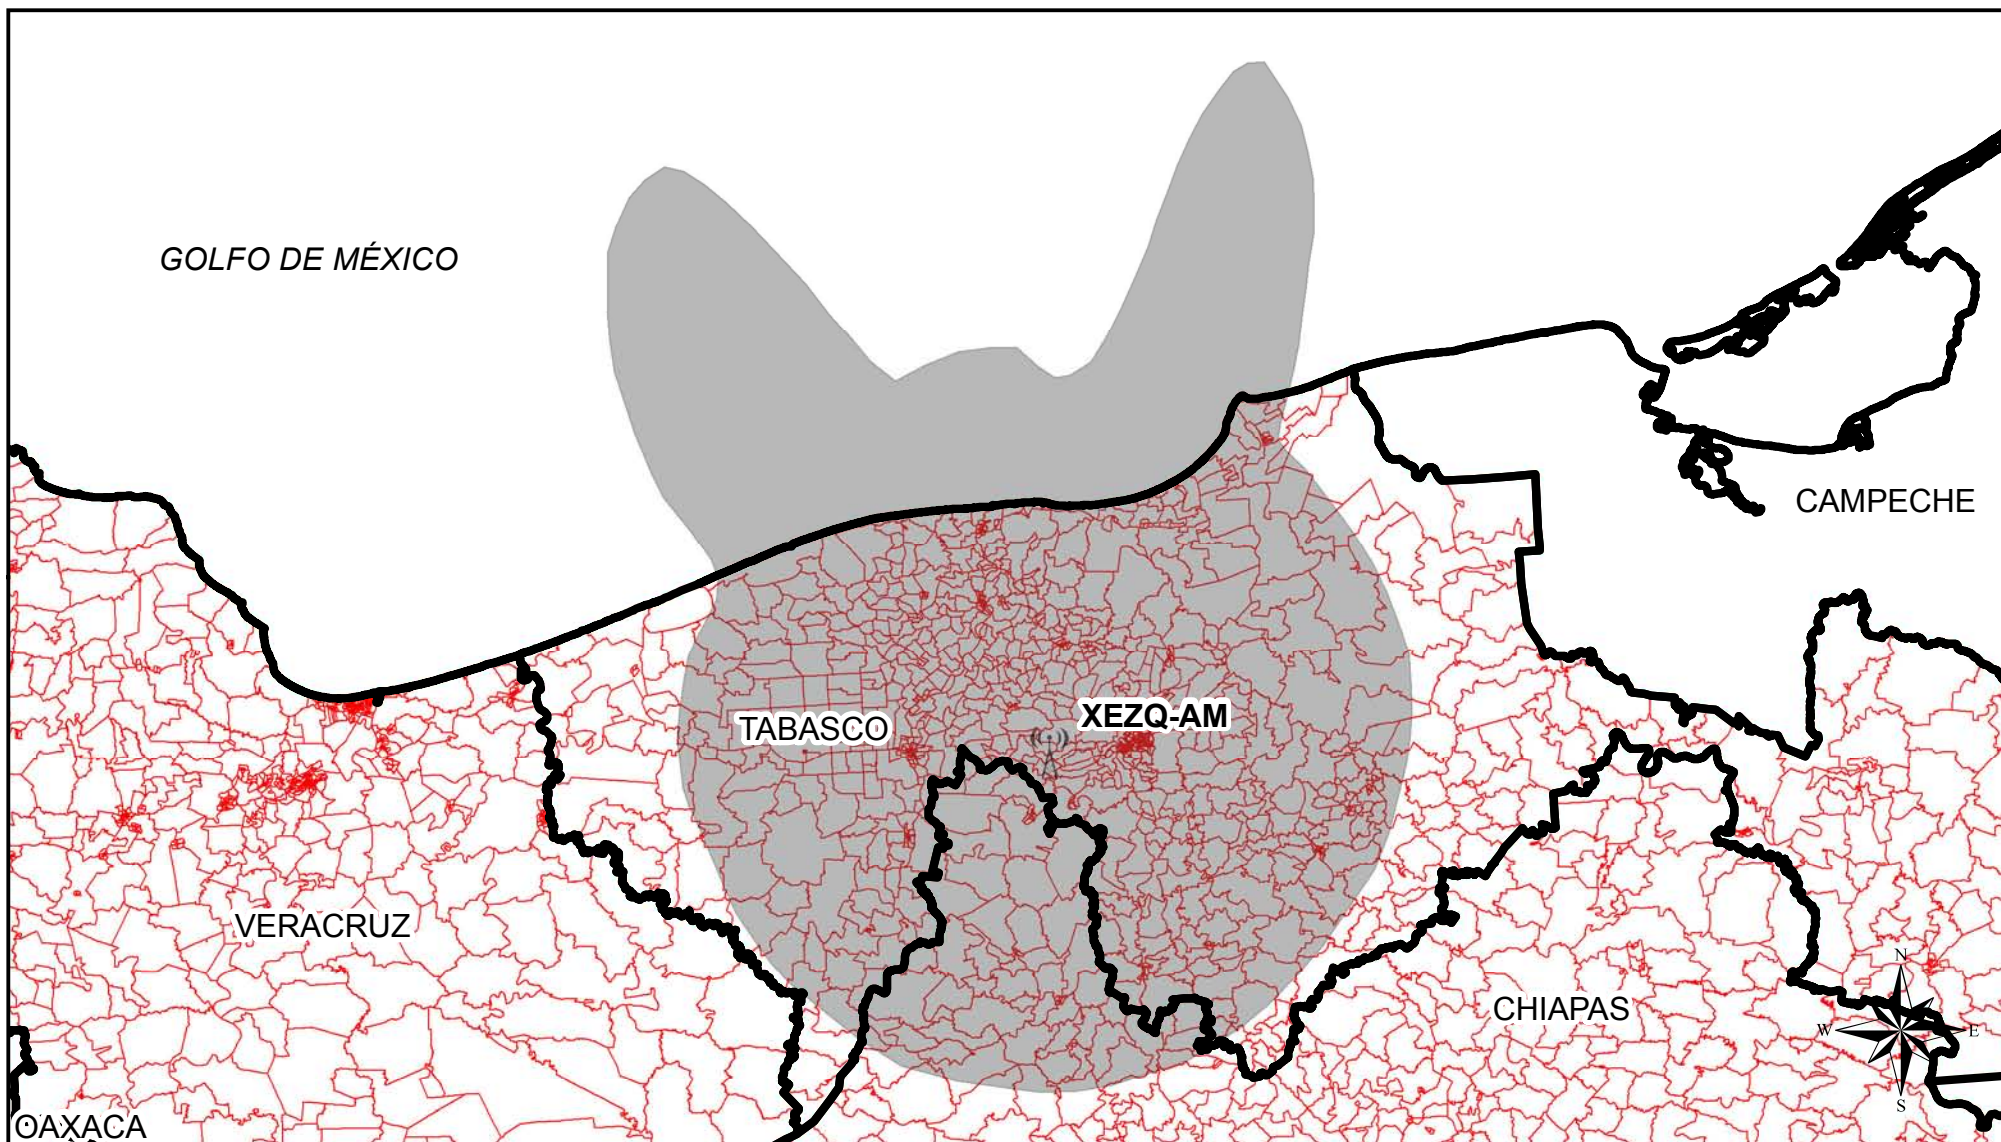 GOLFO DE MÉXICO
CAMPECHE
TABASCO
XEZQ-AM
VERACRUZ
CHIAPAS
N
W
E
S
OAXACA